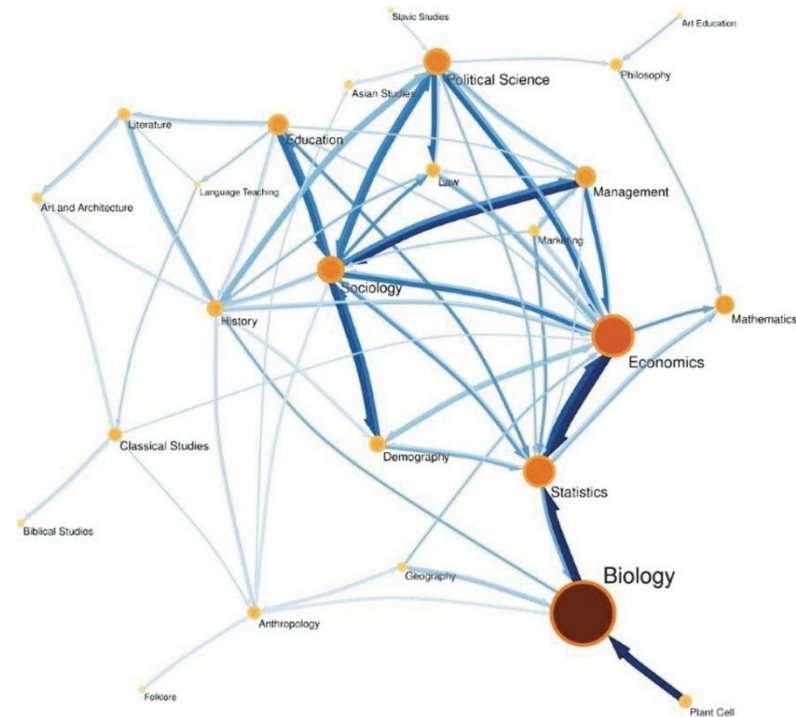 Slavic Studies
Art Education
Political Science
Philosophy
Asian Studies
Literature
Education
Law
Language Teaching
Management
Art and Architecture
Marketing
Sociology
Mathematics
History
Economics
Classical Studies
Demography
Statistics
Biblical Studies
Geography
Biology
Anthropology
Folklore
Plant Cell